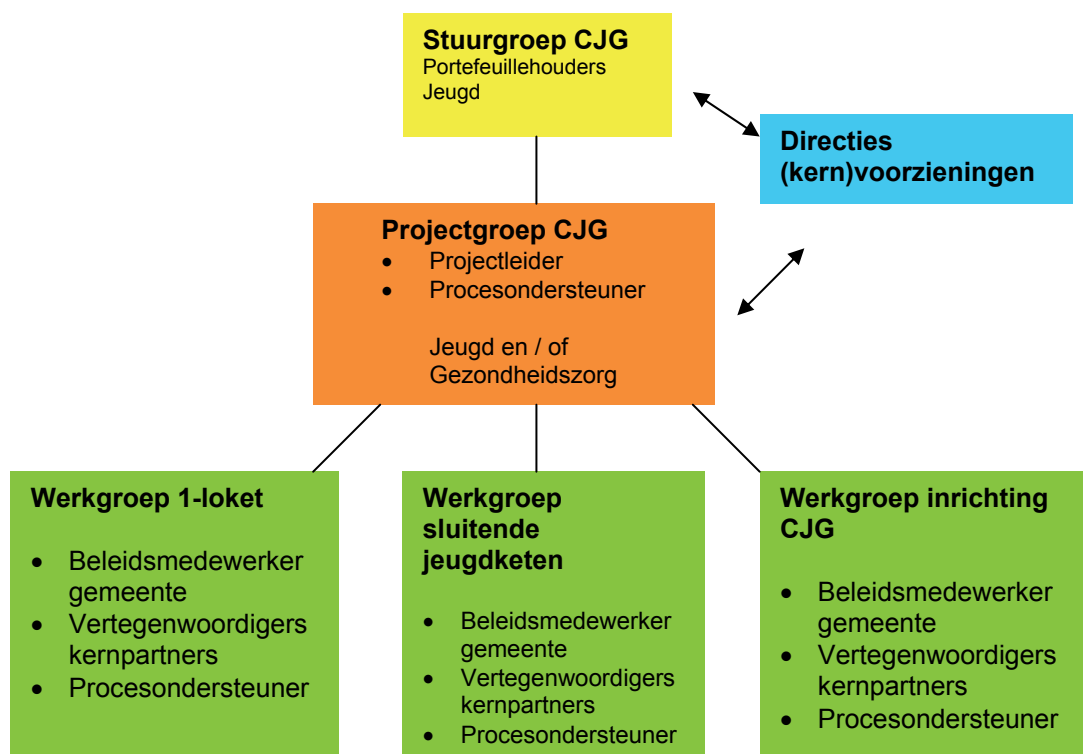 Stuurgroep CJG
Portefeuillehouders
Jeugd
Directies
(kern)voorzieningen
Projectgroep CJG
• Projectleider
• Procesondersteuner
Jeugd en / of
Gezondheidszorg
Werkgroep 1-loket
• Beleidsmedewerker
gemeente
• Vertegenwoordigers
kernpartners
• Procesondersteuner
Werkgroep
sluitende
jeugdketen
• Beleidsmedewerker
gemeente
• Vertegenwoordigers
kernpartners
• Procesondersteuner
Werkgroep inrichting
CJG
• Beleidsmedewerker
gemeente
• Vertegenwoordigers
kernpartners
• Procesondersteuner